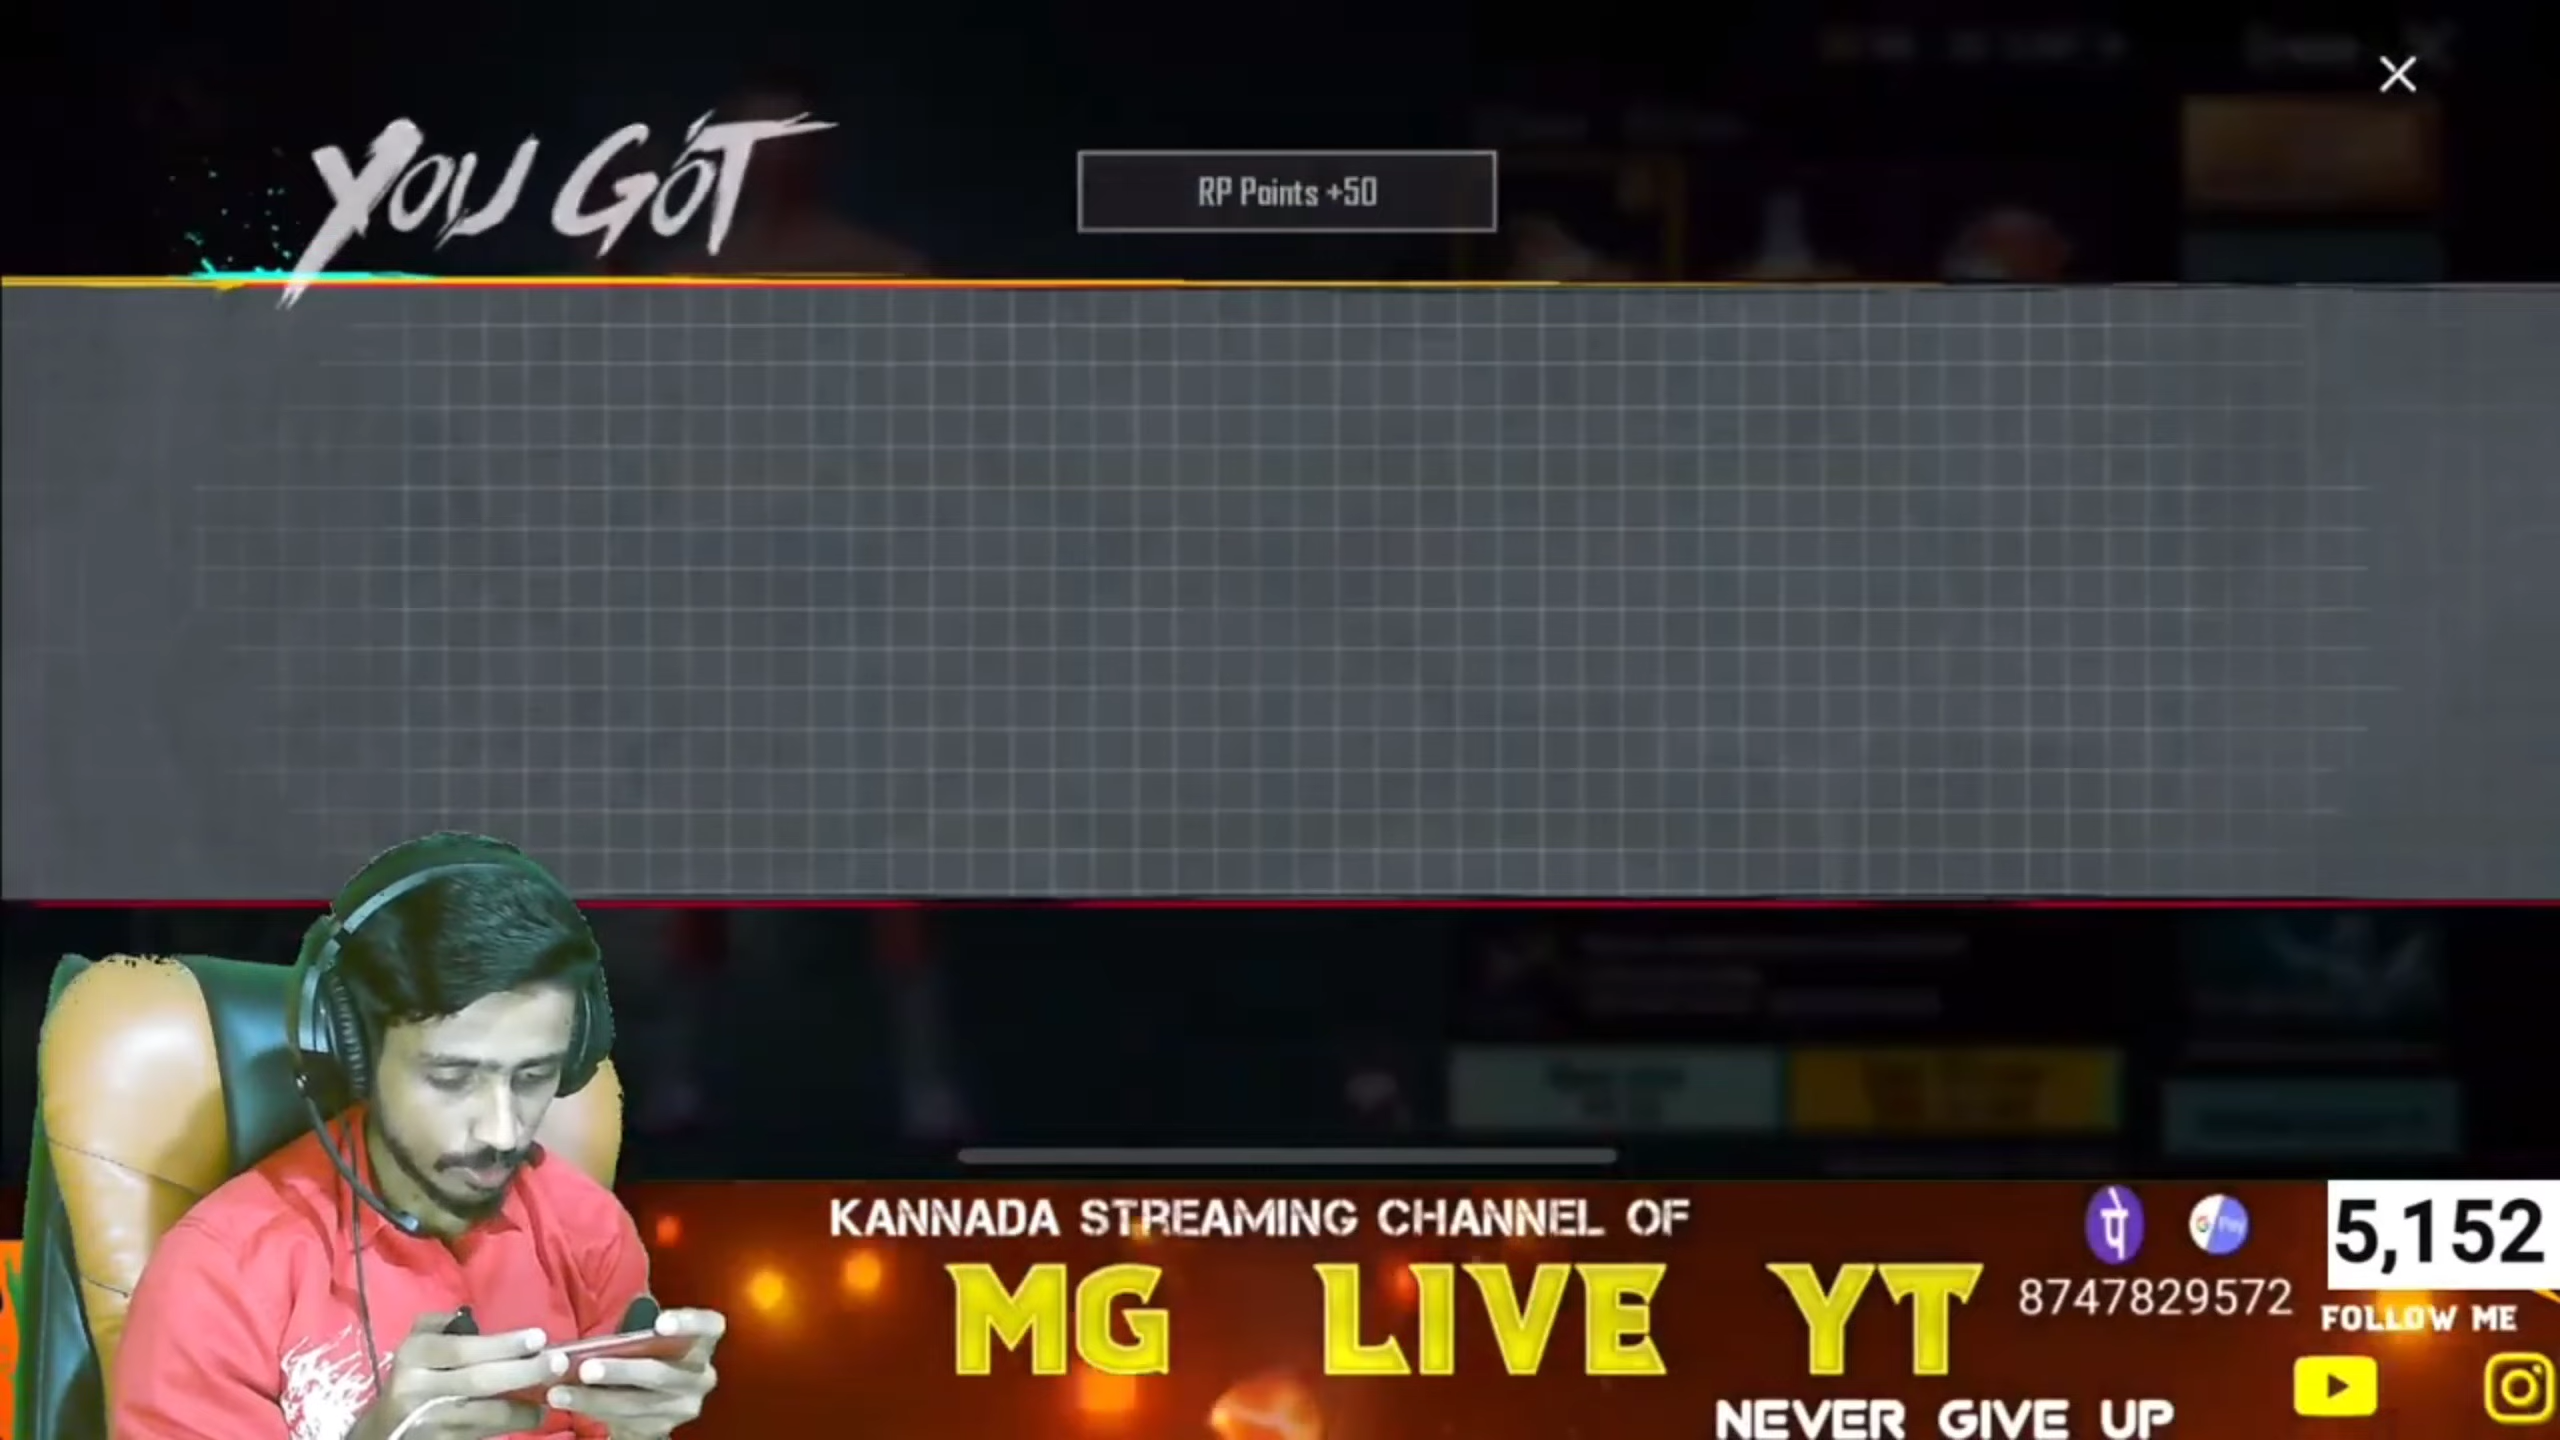 YOU GOT
RP Points +50
KANNADA STREAMING CHANNEL OF
MG LIVE YT
NEVER GIVE UP
पे
G Pay
8747829572
5,152
FOLLOW ME